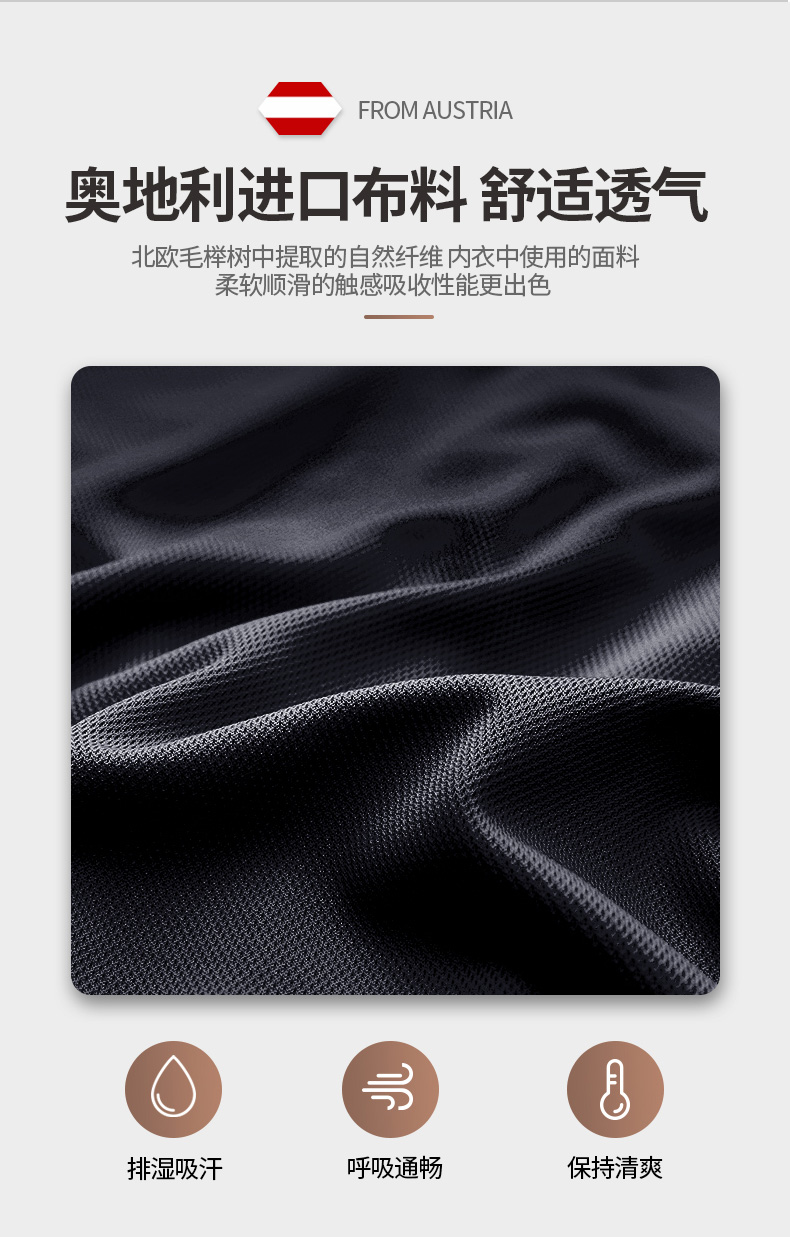 FROM AUSTRIA
奥地利进口布料 舒适透气
北欧毛榉树中提取的自然纤维 内衣中使用的面料
柔软顺滑的触感吸收性能更出色
排湿吸汗
呼吸通畅
保持清爽